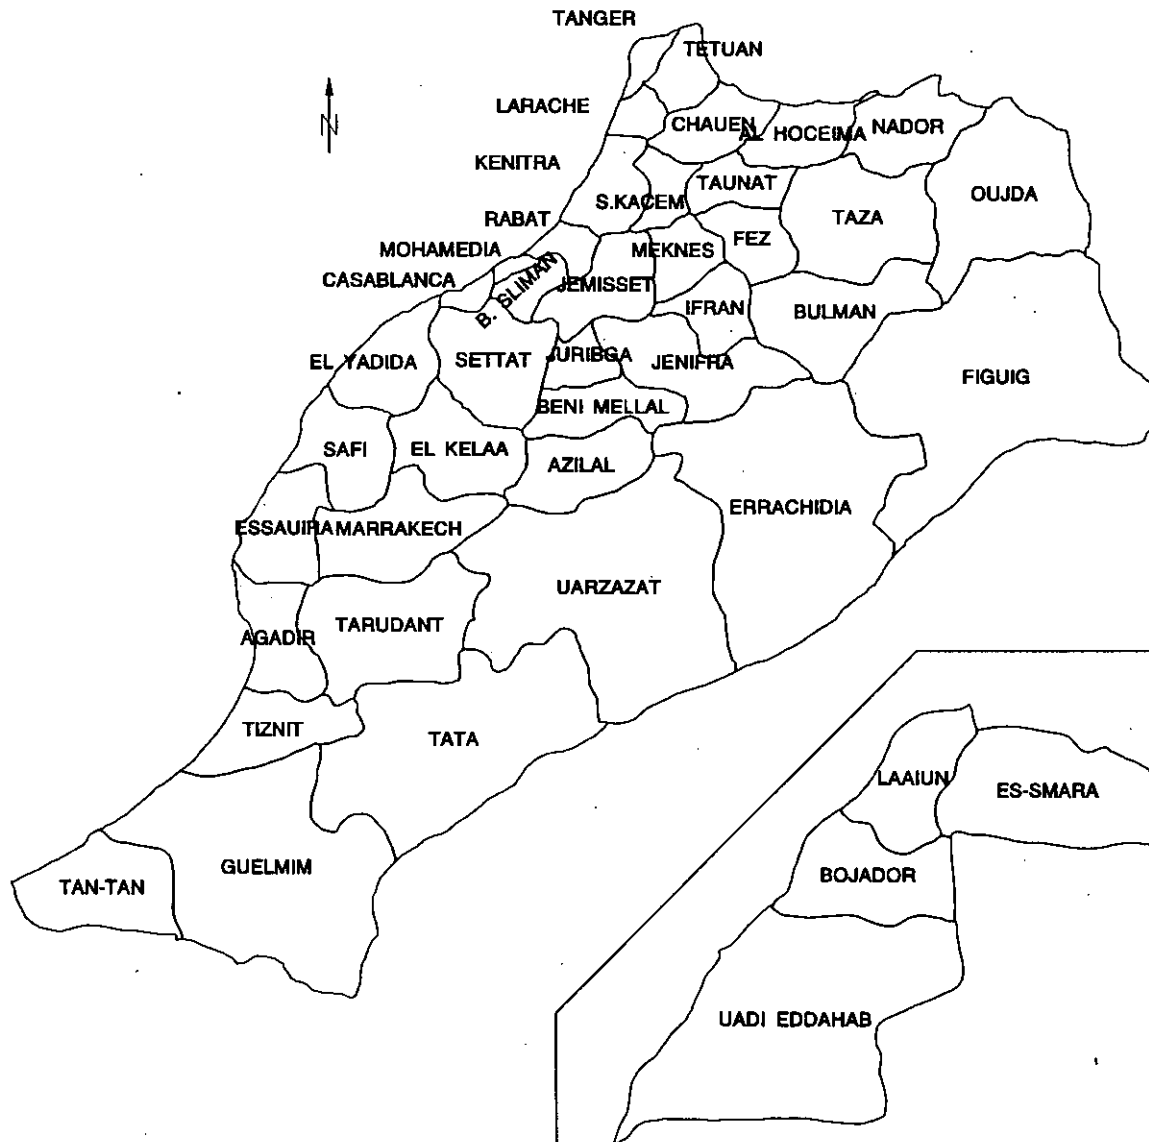 TANGER
TETUAN
LARACHE
CHAUEN
AL HOCEIMA
NADOR
N
KENITRA
S.KACEM
TAUNAT
TAZA
OUJDA
RABAT
MOHAMEDIA
MEKNES
FEZ
CASABLANCA
B. SLIMAN
JEMISSET
IFRAN
BULMAN
EL YADIDA
SETTAT
JURIBGA
JENIFRA
FIGUIG
BENI MELLAL
SAFI
EL KELAA
AZILAL
ESSAUIRA
MARRAKECH
ERRACHIDIA
UARZAZAT
AGADIR
TARUDANT
TIZNIT
TATA
LAAIUN
ES-SMARA
TAN-TAN
GUELMIM
BOJADOR
UADI EDDAHAB